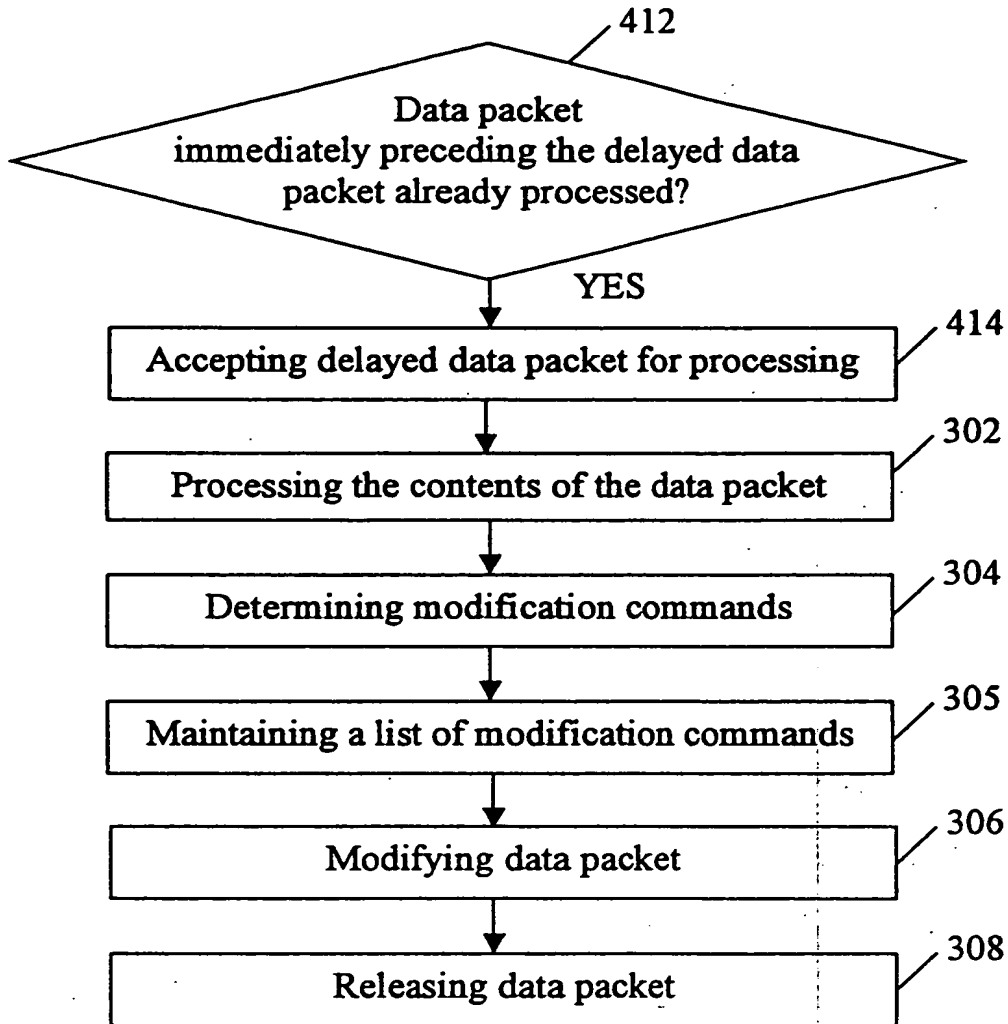 412
Data packet
immediately preceding the delayed data
packet already processed?
YES
414
Accepting delayed data packet for processing
302
Processing the contents of the data packet
304
Determining modification commands
305
Maintaining a list of modification commands
306
Modifying data packet
308
Releasing data packet